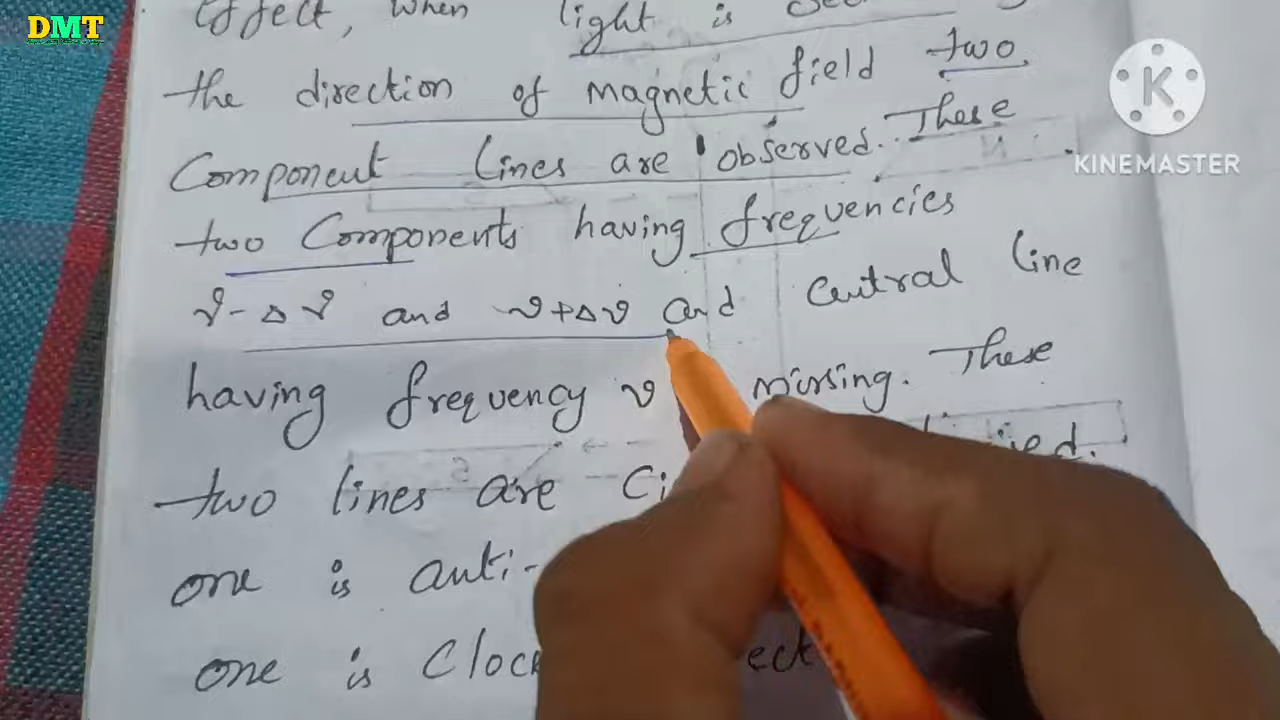 DMT
effect, when light is
the direction of magnetic field two
KINEMASTER
Component lines are observed. These
two Components having frequencies
ν-Δν and ν+Δν and central line
having frequency ν missing. These
two lines are
one is anti-
one is